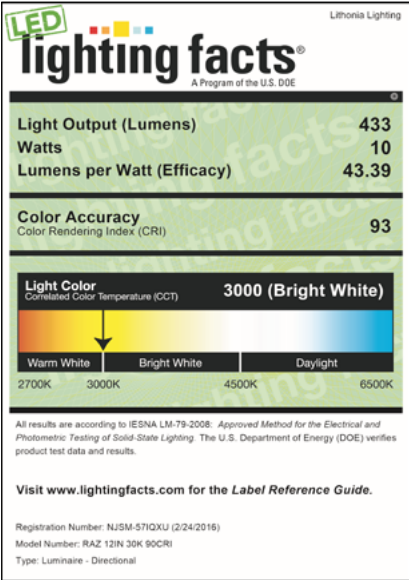 Lithonia Lighting
LED
lighting facts®
A Program of the U.S. DOE
Light Output (Lumens) 433
Watts 10
Lumens per Watt (Efficacy) 43.39
Color Accuracy
Color Rendering Index (CRI) 93
Light Color
Correlated Color Temperature (CCT) 3000 (Bright White)
Warm White Bright White Daylight
2700K 3000K 4500K 6500K
All results are according to IESNA LM-79-2008: Approved Method for the Electrical and
Photometric Testing of Solid-State Lighting. The U.S. Department of Energy (DOE) verifies
product test data and results.
Visit www.lightingfacts.com for the Label Reference Guide.
Registration Number: NJSM-57IQXU (2/24/2016)
Model Number: RAZ 12IN 30K 90CRI
Type: Luminaire - Directional